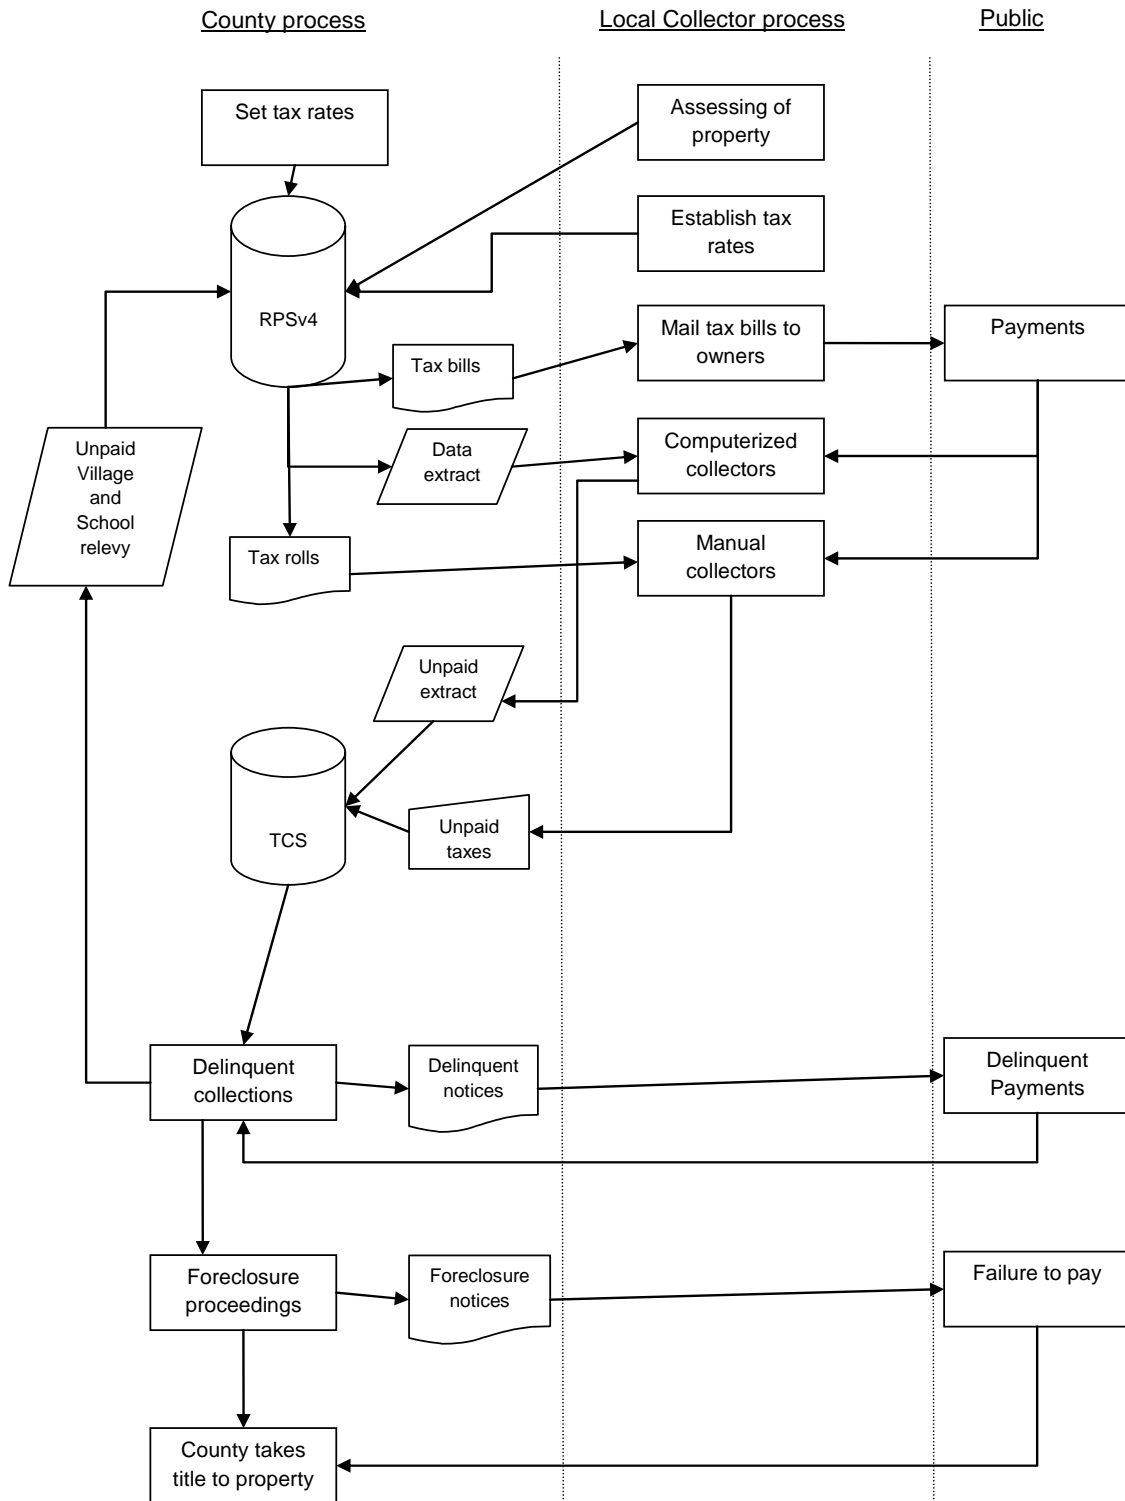 County process
Local Collector process
Public
Set tax rates
Assessing of
property
Establish tax
rates
RPSv4
Tax bills
Mail tax bills to
owners
Payments
Unpaid
Village
and
School
relevy
Data
extract
Computerized
collectors
Tax rolls
Manual
collectors
Unpaid
extract
TCS
Unpaid
taxes
Delinquent
collections
Delinquent
notices
Delinquent
Payments
Foreclosure
proceedings
Foreclosure
notices
Failure to pay
County takes
title to property